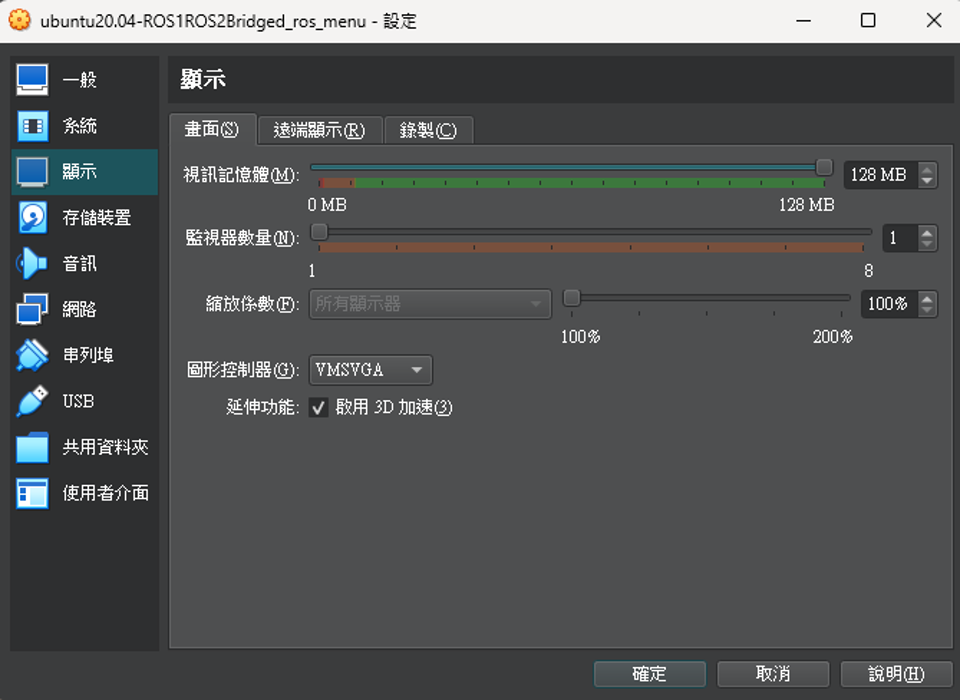 ubuntu20.04-ROS1ROS2Bridged_ros_menu - 設定
一般
系統
顯示
存儲裝置
音訊
網路
串列埠
USB
共用資料夾
使用者介面
顯示
畫面(S) 遠端顯示(R) 錄製(C)
視訊記憶體(M): 128 MB
0 MB 128 MB
監視器數量(N): 1
1 8
縮放係數(F): 所有顯示器 100%
100% 200%
圖形控制器(G): VMSVGA
延伸功能: 啟用 3D 加速(3)
確定 取消 說明(H)